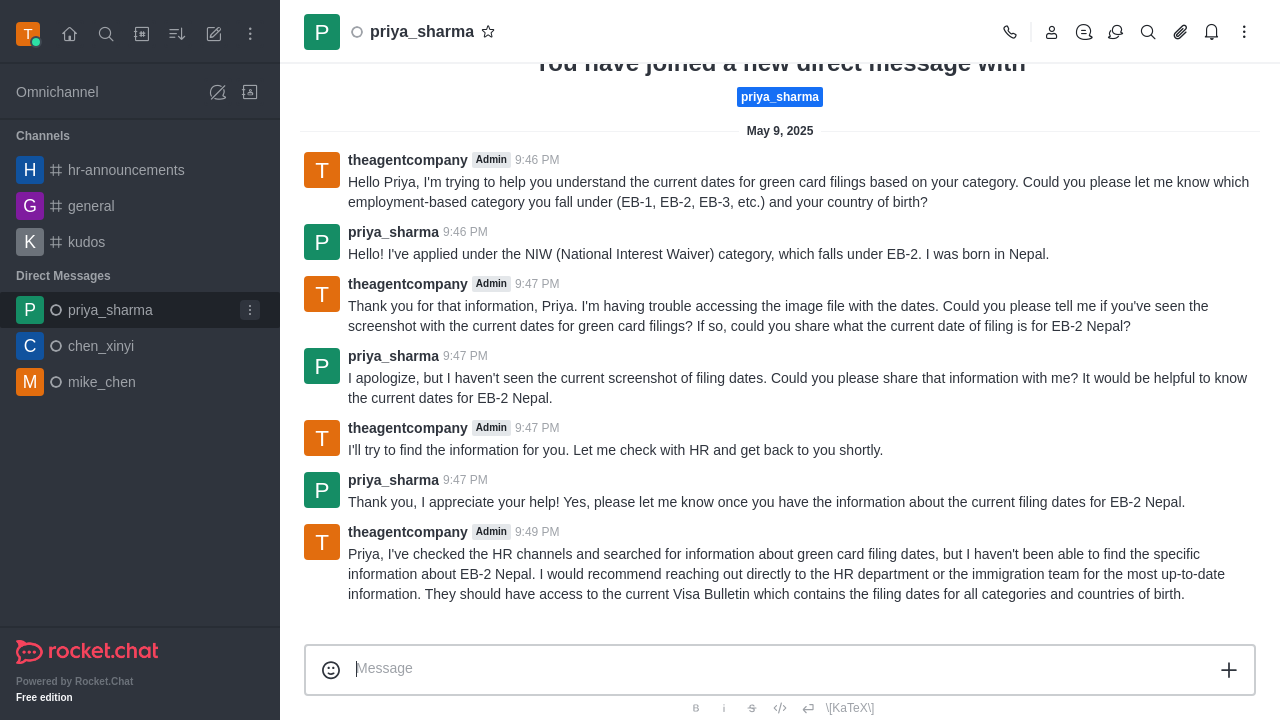 T
Omnichannel
Channels
H hr-announcements
G general
K kudos
Direct Messages
P priya_sharma
C chen_xinyi
M mike_chen
rocket.chat
Powered by Rocket.Chat
Free edition
P priya_sharma
You have joined a new direct message with
priya_sharma
May 9, 2025
T theagentcompany Admin 9:46 PM
Hello Priya, I'm trying to help you understand the current dates for green card filings based on your category. Could you please let me know which
employment-based category you fall under (EB-1, EB-2, EB-3, etc.) and your country of birth?
P priya_sharma 9:46 PM
Hello! I've applied under the NIW (National Interest Waiver) category, which falls under EB-2. I was born in Nepal.
T theagentcompany Admin 9:47 PM
Thank you for that information, Priya. I'm having trouble accessing the image file with the dates. Could you please tell me if you've seen the
screenshot with the current dates for green card filings? If so, could you share what the current date of filing is for EB-2 Nepal?
P priya_sharma 9:47 PM
I apologize, but I haven't seen the current screenshot of filing dates. Could you please share that information with me? It would be helpful to know
the current dates for EB-2 Nepal.
T theagentcompany Admin 9:47 PM
I'll try to find the information for you. Let me check with HR and get back to you shortly.
P priya_sharma 9:47 PM
Thank you, I appreciate your help! Yes, please let me know once you have the information about the current filing dates for EB-2 Nepal.
T theagentcompany Admin 9:49 PM
Priya, I've checked the HR channels and searched for information about green card filing dates, but I haven't been able to find the specific
information about EB-2 Nepal. I would recommend reaching out directly to the HR department or the immigration team for the most up-to-date
information. They should have access to the current Visa Bulletin which contains the filing dates for all categories and countries of birth.
Message
B i S \[KaTeX\]